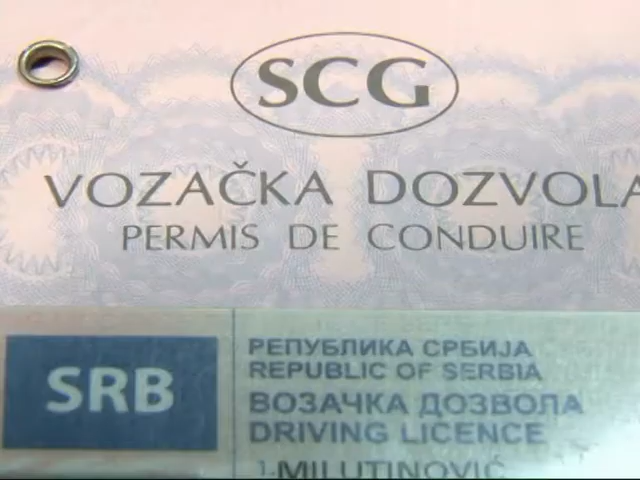 SCG
VOZAČKA DOZVOLA
PERMIS DE CONDUIRE
SRB
РЕПУБЛИКА СРБИЈА
REPUBLIC OF SERBIA
ВОЗАЧКА ДОЗВОЛА
DRIVING LICENCE
1.MILUTINOVIĆ